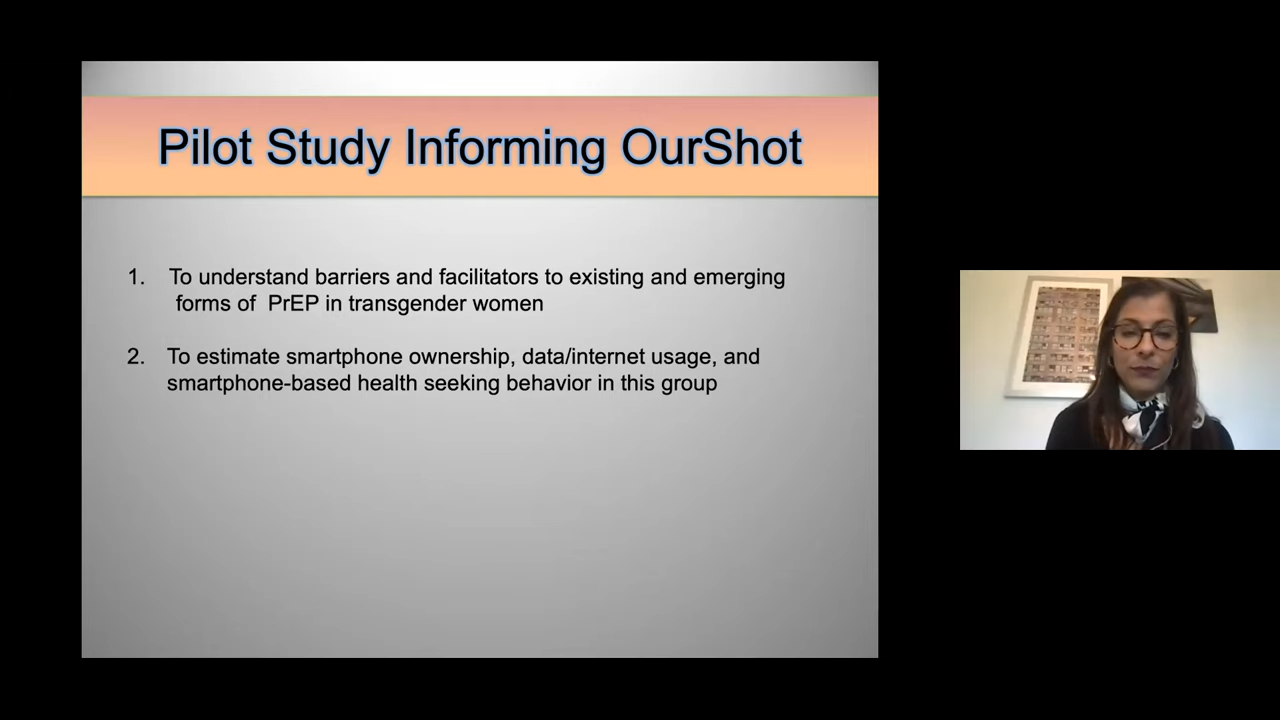 Pilot Study Informing OurShot
1. To understand barriers and facilitators to existing and emerging
forms of PrEP in transgender women
2. To estimate smartphone ownership, data/internet usage, and
smartphone-based health seeking behavior in this group